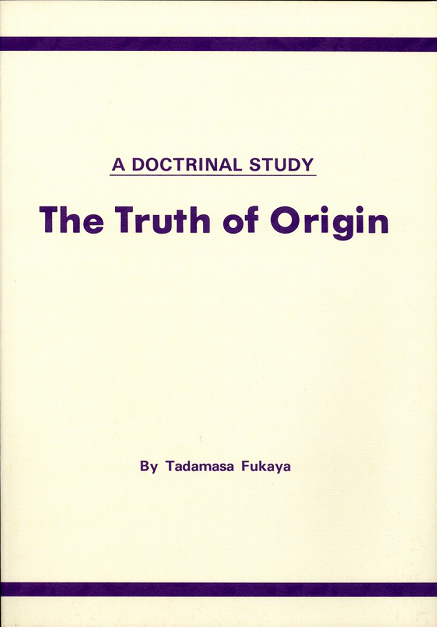 A DOCTRINAL STUDY
The Truth of Origin
By Tadamasa Fukaya